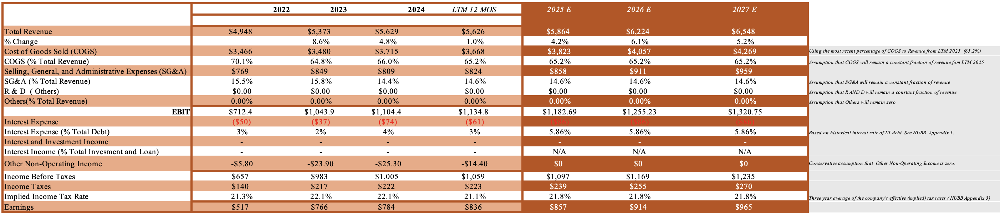 2022 2023 2024 LTM 12 MOS 2025 E 2026 E 2027 E
Total Revenue $4,948 $5,373 $5,629 $5,626 $5,864 $6,224 $6,548
% Change 8.6% 4.8% 1.0% 4.2% 6.1% 5.2%
Cost of Goods Sold (COGS) $3,466 $3,480 $3,715 $3,668 $3,823 $4,057 $4,269 Using the most recent percentage of COGS to Revenue from LTM 2025 (65.2%)
COGS (% Total Revenue) 70.1% 64.8% 66.0% 65.2% 65.2% 65.2% 65.2% Assumption that COGS will remain a constant fraction of revenue fom LTM 2025
Selling, General, and Administrative Expenses (SG&A) $769 $849 $809 $824 $858 $911 $959
SG&A (% Total Revenue) 15.5% 15.8% 14.4% 14.6% 14.6% 14.6% 14.6% Assumption that SG&A will remain a constant fraction of revenue
R & D ( Others) $0.00 $0.00 $0.00 $0.00 $0.00 $0.00 $0.00 Assumption that R AND D will remain a constant fraction of revenue
Others(% Total Revenue) 0.00% 0.00% 0.00% 0.00% 0.00% 0.00% 0.00% Assumption that Others will remain zero
EBIT $712.4 $1,043.9 $1,104.4 $1,134.8 $1,182.69 $1,255.23 $1,320.75
Interest Expense ($50) ($37) ($74) ($61) ($86) ($86) ($86)
Interest Expense (% Total Debt) 3% 2% 4% 3% 5.86% 5.86% 5.86% Based on historical interest rate of LT debt. See HUBB Appendix 1.
Interest and Investment Income - - - - - - -
Interest Income (% Total Invesment and Loan) - - - - N/A N/A N/A
Other Non-Operating Income -$5.80 -$23.90 -$25.30 -$14.40 $0 $0 $0 Conservative assumption that Other Non-Operating Income is zero.
Income Before Taxes $657 $983 $1,005 $1,059 $1,097 $1,169 $1,235
Income Taxes $140 $217 $222 $223 $239 $255 $270
Implied Income Tax Rate 21.3% 22.1% 22.1% 21.1% 21.8% 21.8% 21.8% Three year average of the company's effective (implied) tax rates ( HUBB Appendix 3)
Earnings $517 $766 $784 $836 $857 $914 $965